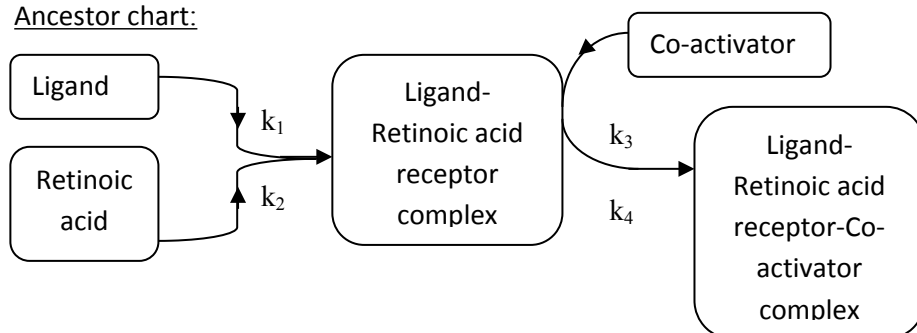 Ancestor chart:
Ligand
Retinoic
acid
k1
k2
Ligand-
Retinoic acid
receptor
complex
Co-activator
k3
k4
Ligand-
Retinoic acid
receptor-Co-
activator
complex